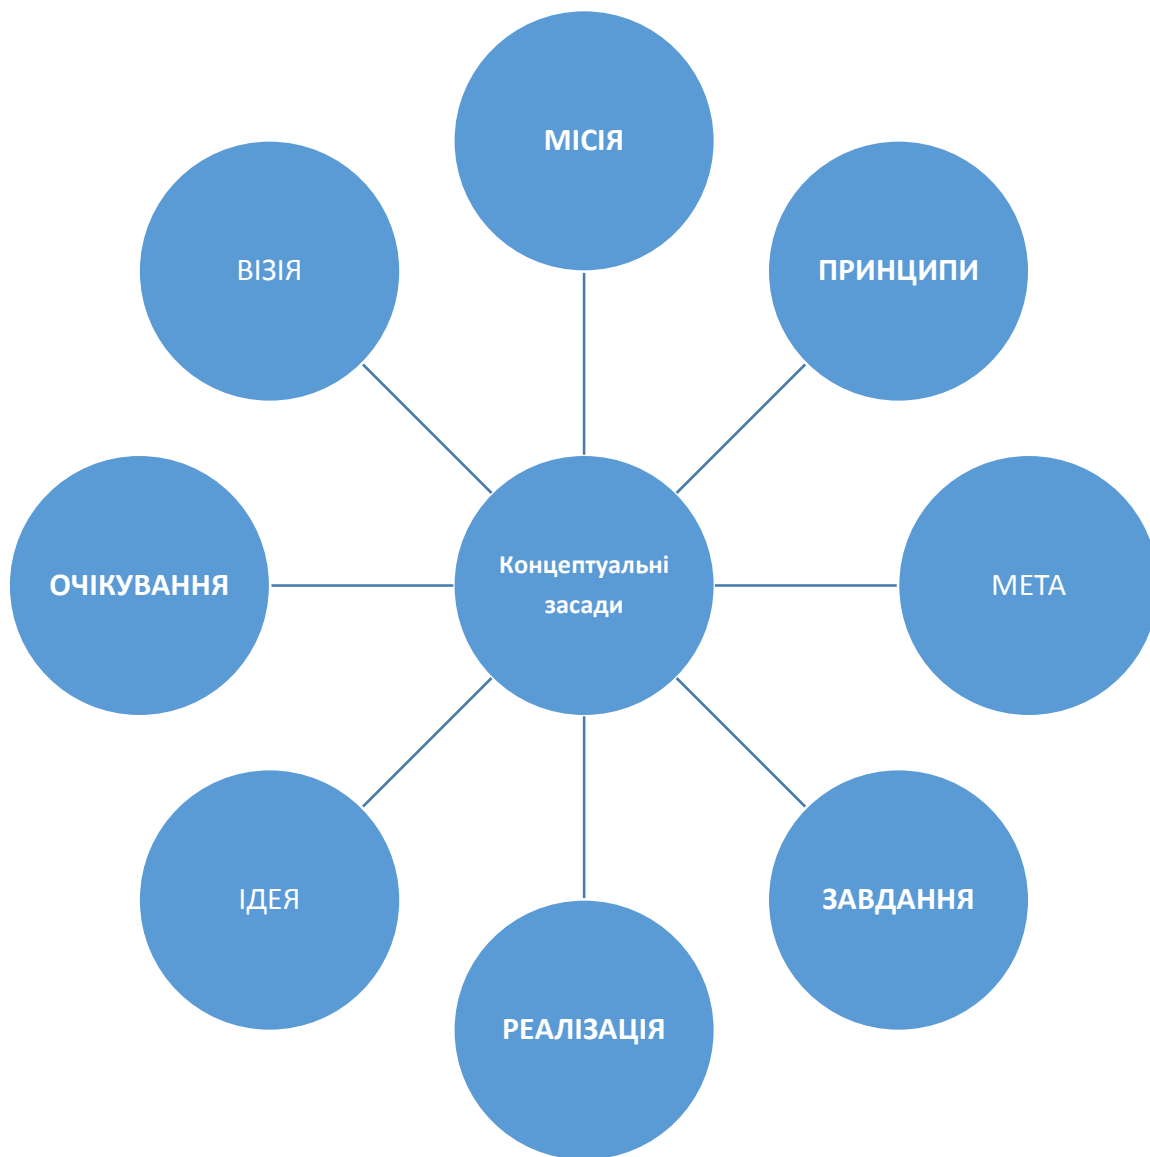 МІСІЯ
ВІЗІЯ
ПРИНЦИПИ
ОЧІКУВАННЯ
Концептуальні
засади
МЕТА
ІДЕЯ
ЗАВДАННЯ
РЕАЛІЗАЦІЯ